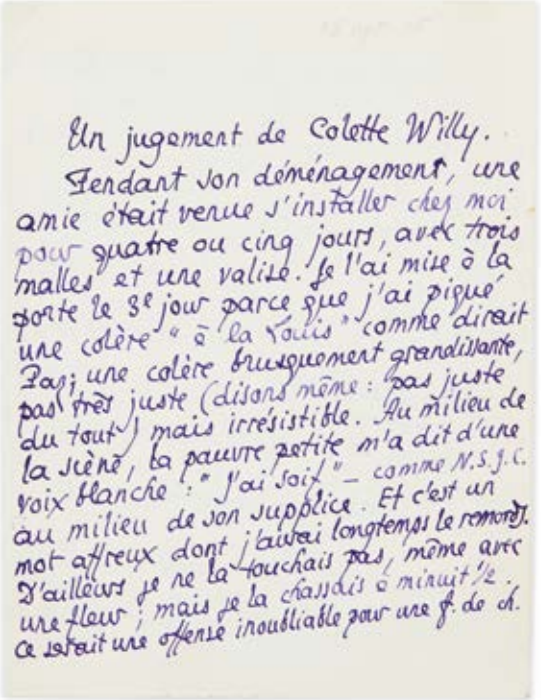 Un jugement de Colette Willy.
Pendant son déménagement, une
amie était venue s'installer chez moi
pour quatre ou cinq jours, avec trois
malles et une valise. Je l'ai mise à la
porte le 3e jour parce que j'ai piqué
une colère "à la Louis" comme dirait
Zaz ; une colère brusquement grandissante,
pas très juste (disons même : pas juste
du tout) mais irrésistible. Au milieu de
la scène, la pauvre petite m'a dit d'une
voix blanche : "J'ai soif" – comme N.S.J.C.
au milieu de son supplice. Et c'est un
mot affreux dont j'aurai longtemps le remords.
D'ailleurs je ne la touchais pas, même avec
une fleur ; mais je la chassais à minuit 1/2.
Ce serait une offense inoubliable pour une f. de ch.